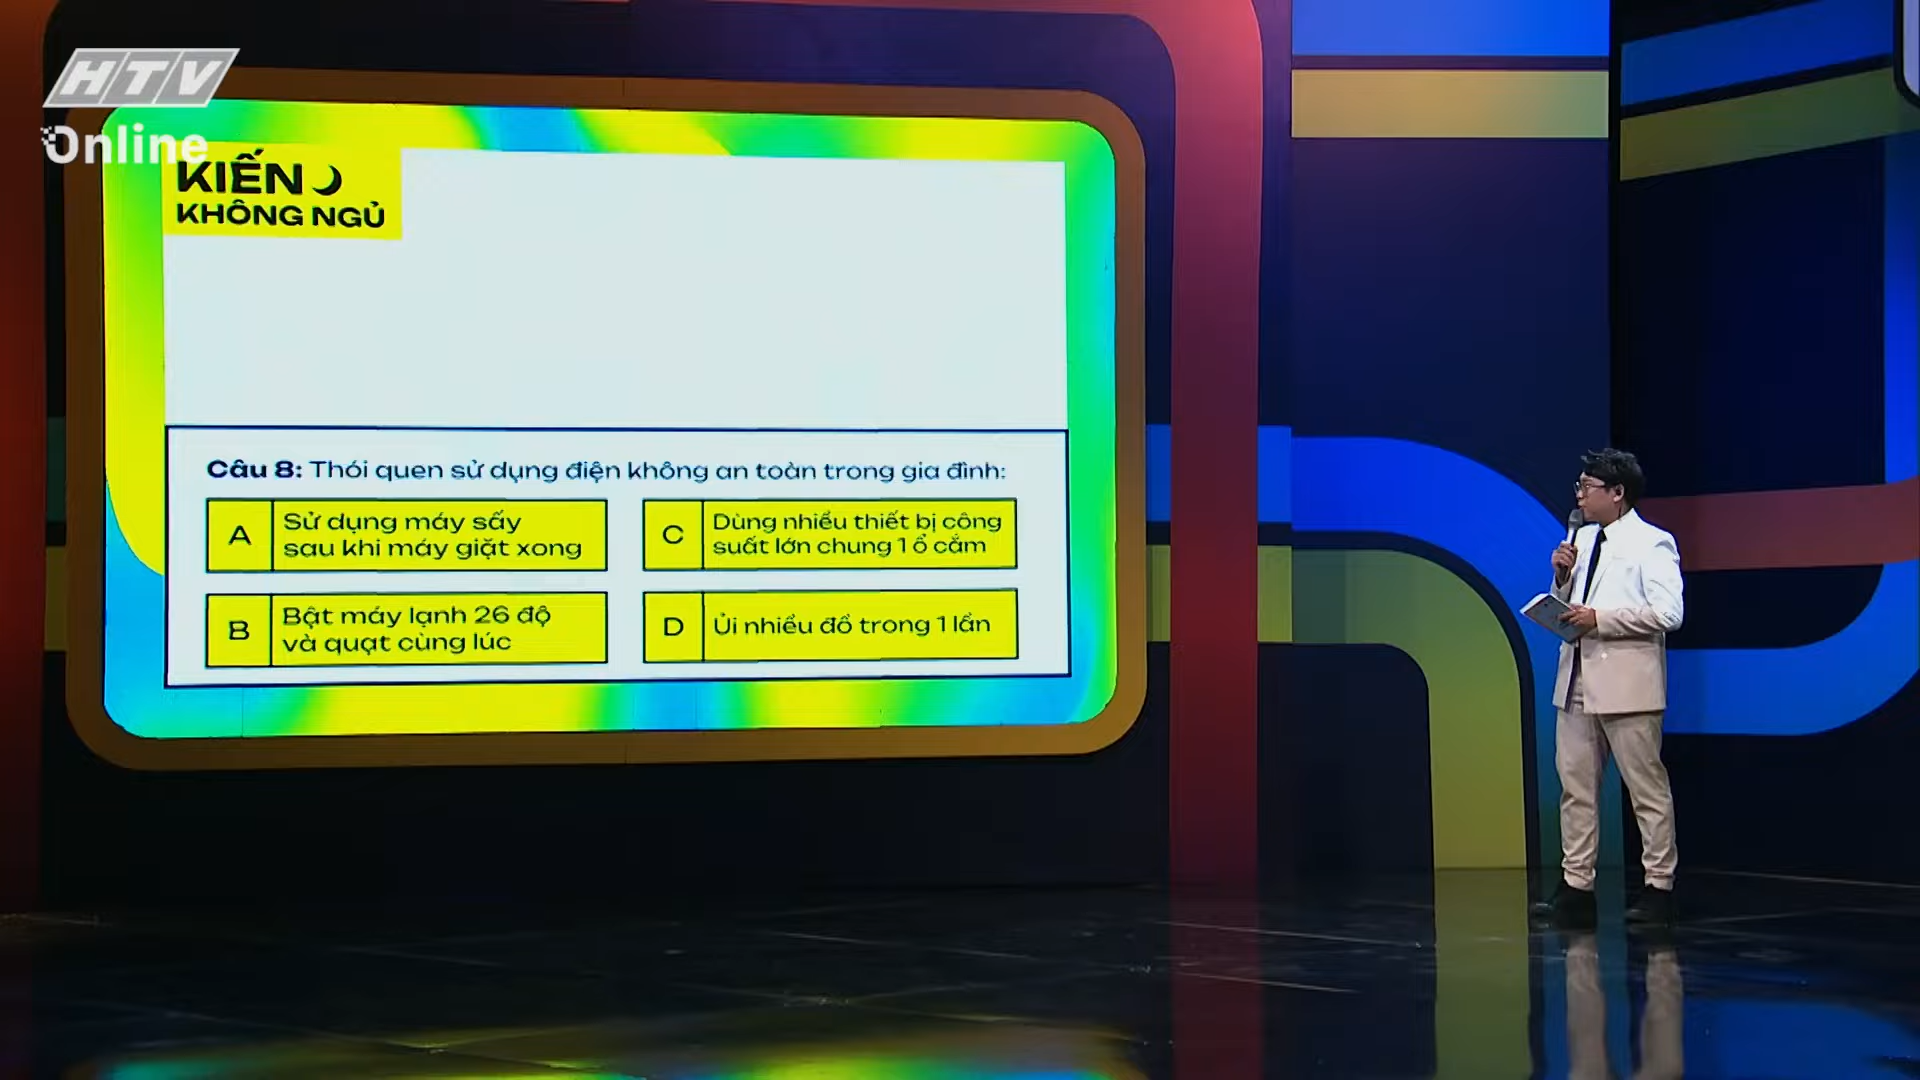 HTV
Online
KIẾN
KHÔNG NGỦ
Câu 8: Thói quen sử dụng điện không an toàn trong gia đình:
A
Sử dụng máy sấy
sau khi máy giặt xong
B
Bật máy lạnh 26 độ
và quạt cùng lúc
C
Dùng nhiều thiết bị công
suất lớn chung 1 ổ cắm
D
Ủi nhiều đồ trong 1 lần